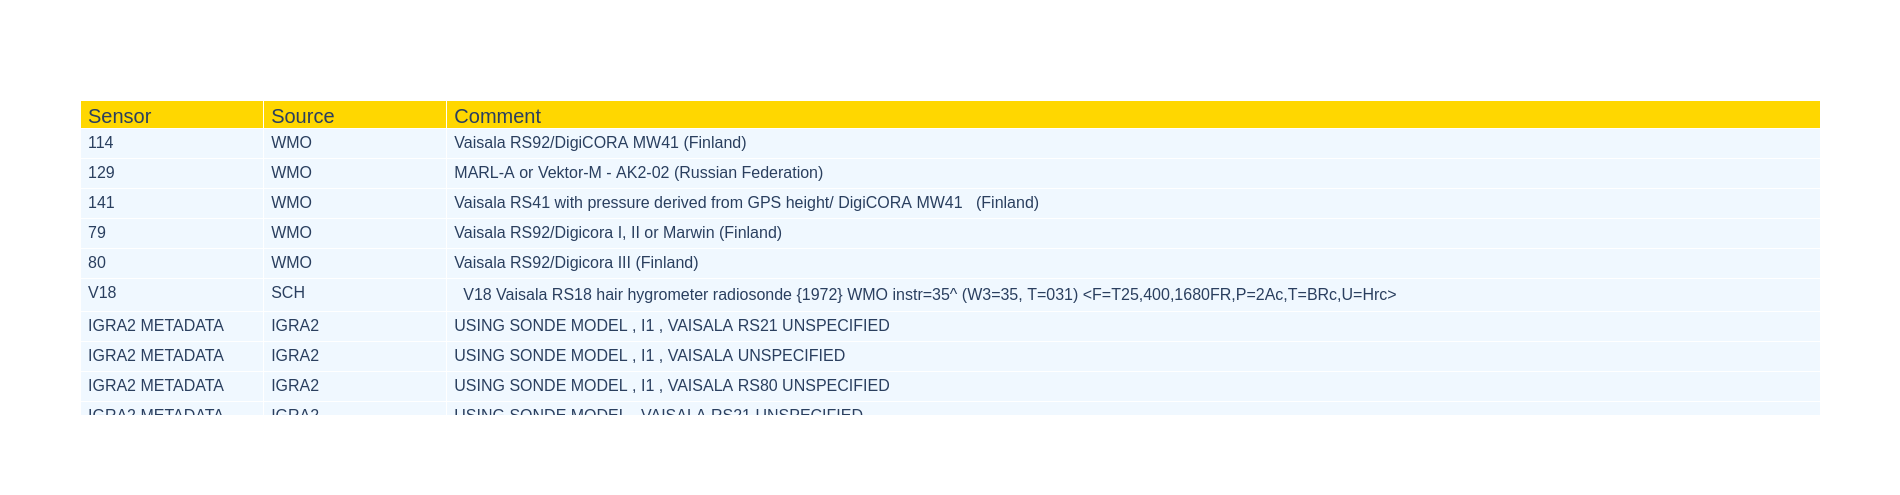 Sensor Source Comment
114 WMO Vaisala RS92/DigiCORA MW41 (Finland)
129 WMO MARL-A or Vektor-M - AK2-02 (Russian Federation)
141 WMO Vaisala RS41 with pressure derived from GPS height/ DigiCORA MW41 (Finland)
79 WMO Vaisala RS92/Digicora I, II or Marwin (Finland)
80 WMO Vaisala RS92/Digicora III (Finland)
V18 SCH V18 Vaisala RS18 hair hygrometer radiosonde {1972} WMO instr=35^ (W3=35, T=031) <F=T25,400,1680FR,P=2Ac,T=BRc,U=Hrc>
IGRA2 METADATA IGRA2 USING SONDE MODEL , I1 , VAISALA RS21 UNSPECIFIED
IGRA2 METADATA IGRA2 USING SONDE MODEL , I1 , VAISALA UNSPECIFIED
IGRA2 METADATA IGRA2 USING SONDE MODEL , I1 , VAISALA RS80 UNSPECIFIED
IGRA2 METADATA IGRA2 USING SONDE MODEL , VAISALA RS21 UNSPECIFIED